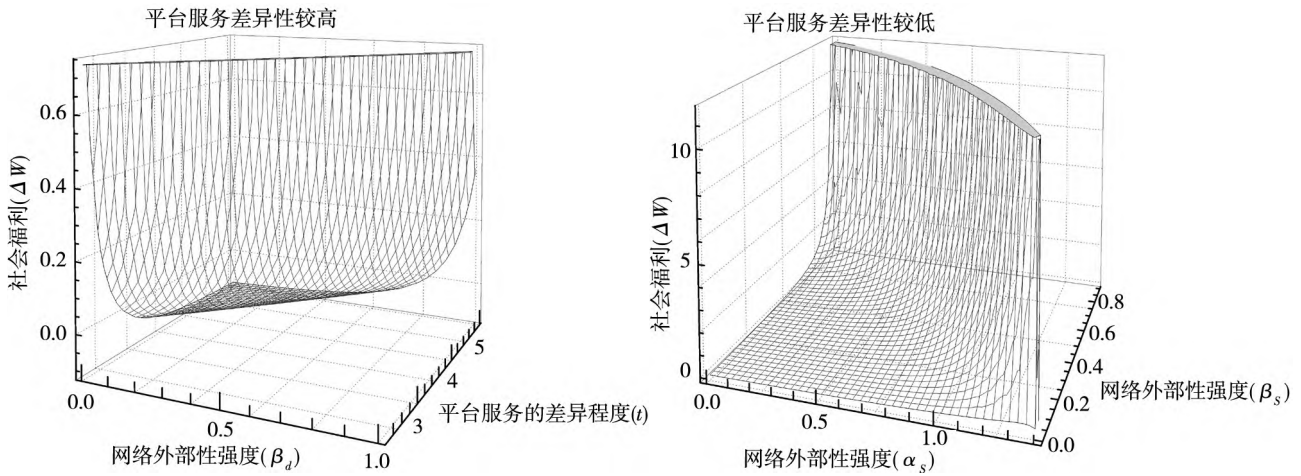 平台服务差异性较高
社会福利(ΔW)
0.6
0.4
0.2
0.0
0.0
0.5
1.0
网络外部性强度(β_d)
3
4
5
平台服务的差异程度(t)
平台服务差异性较低
社会福利(ΔW)
10
5
0
0.0
0.5
1.0
网络外部性强度(α_S)
0.0
0.2
0.4
0.6
0.8
网络外部性强度(β_S)